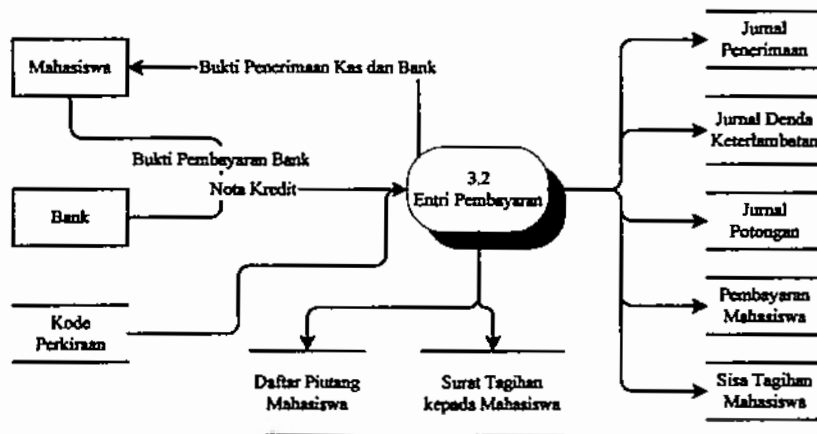 Mahasiswa
Bukti Penerimaan Kas dan Bank
Jurnal
Penerimaan
Jurnal Denda
Keterlambatan
Bukti Pembayaran Bank
Nota Kredit
3.2
Entri Pembayaran
Bank
Jurnal
Potongan
Kode
Perkiraan
Pembayaran
Mahasiswa
Daftar Piutang
Mahasiswa
Surat Tagihan
kepada Mahasiswa
Sisa Tagihan
Mahasiswa